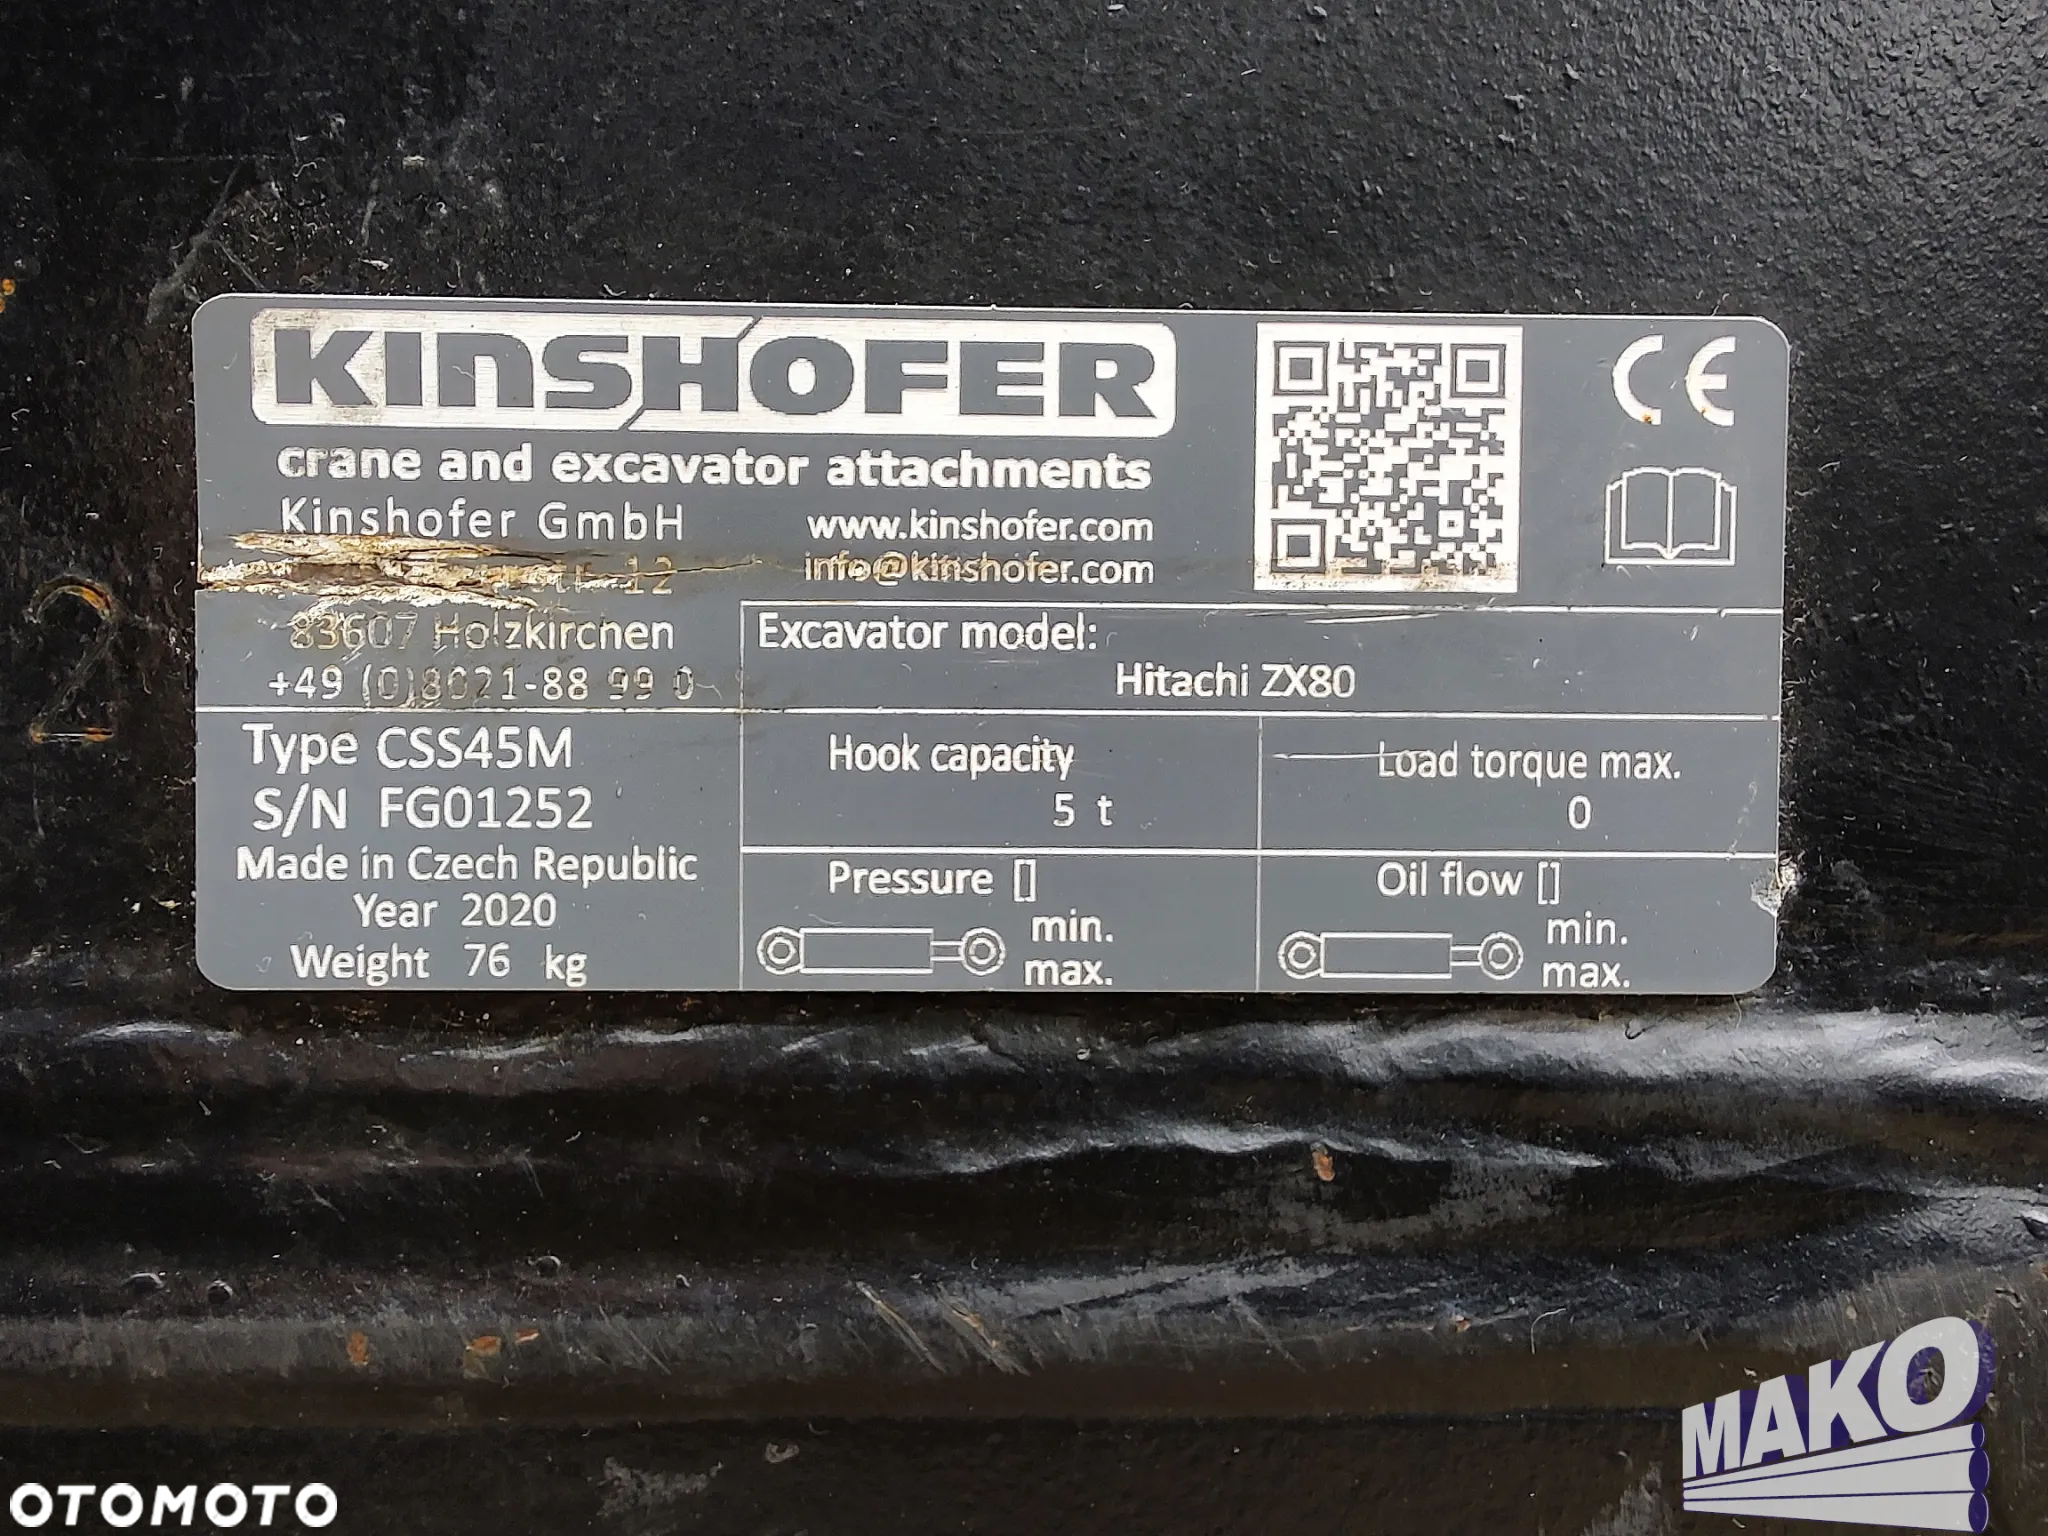 KINSHOFER
crane and excavator attachments
Kinshofer GmbH
www.kinshofer.com
12
info@kinshofer.com
83607 Holzkirchen
+49 (0)8021-88 99 0
Excavator model:
Hitachi ZX80
Type CSS45M
S/N FG01252
Made in Czech Republic
Year 2020
Weight 76 kg
Hook capacity
5 t
Load torque max.
0
Pressure []
min.
max.
Oil flow []
min.
max.
CE
2
MAKO
OTOMOTO